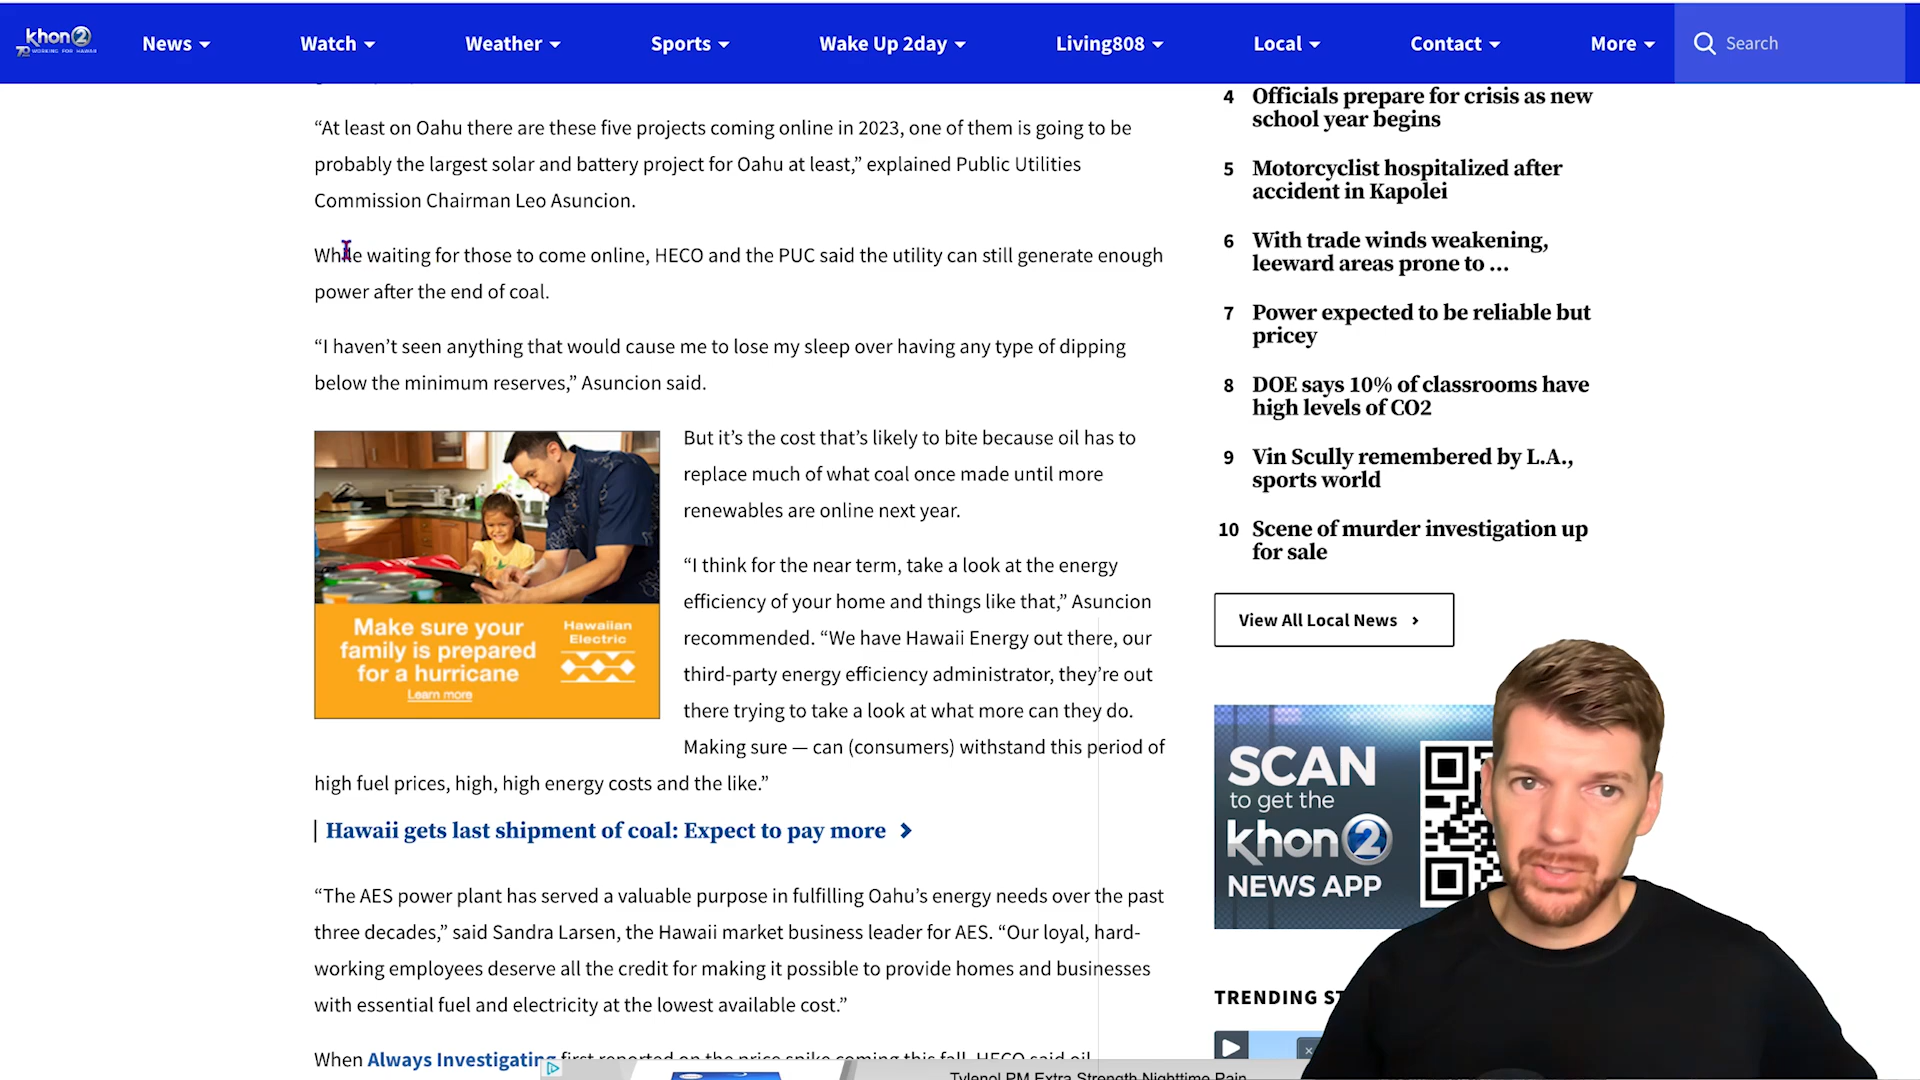 khon2
WORKING FOR HAWAII
News
Watch
Weather
Sports
Wake Up 2day
Living808
Local
Contact
More
Search
“At least on Oahu there are these five projects coming online in 2023, one of them is going to be
probably the largest solar and battery project for Oahu at least,” explained Public Utilities
Commission Chairman Leo Asuncion.
While waiting for those to come online, HECO and the PUC said the utility can still generate enough
power after the end of coal.
“I haven’t seen anything that would cause me to lose my sleep over having any type of dipping
below the minimum reserves,” Asuncion said.
But it’s the cost that’s likely to bite because oil has to
replace much of what coal once made until more
renewables are online next year.
“I think for the near term, take a look at the energy
efficiency of your home and things like that,” Asuncion
recommended. “We have Hawaii Energy out there, our
third-party energy efficiency administrator, they’re out
there trying to take a look at what more can they do.
Making sure — can (consumers) withstand this period of
high fuel prices, high, high energy costs and the like.”
Make sure your
family is prepared
for a hurricane
Learn more
Hawaiian
Electric
Hawaii gets last shipment of coal: Expect to pay more
“The AES power plant has served a valuable purpose in fulfilling Oahu’s energy needs over the past
three decades,” said Sandra Larsen, the Hawaii market business leader for AES. “Our loyal, hard-
working employees deserve all the credit for making it possible to provide homes and businesses
with essential fuel and electricity at the lowest available cost.”
When Always Investigating first reported on the price spike coming this fall, HECO said oil
Tylenol PM Extra Strength Nighttime Pain
4 Officials prepare for crisis as new
school year begins
5 Motorcyclist hospitalized after
accident in Kapolei
6 With trade winds weakening,
leeward areas prone to …
7 Power expected to be reliable but
pricey
8 DOE says 10% of classrooms have
high levels of CO2
9 Vin Scully remembered by L.A.,
sports world
10 Scene of murder investigation up
for sale
View All Local News
SCAN
to get the
khon2
NEWS APP
TRENDING ST